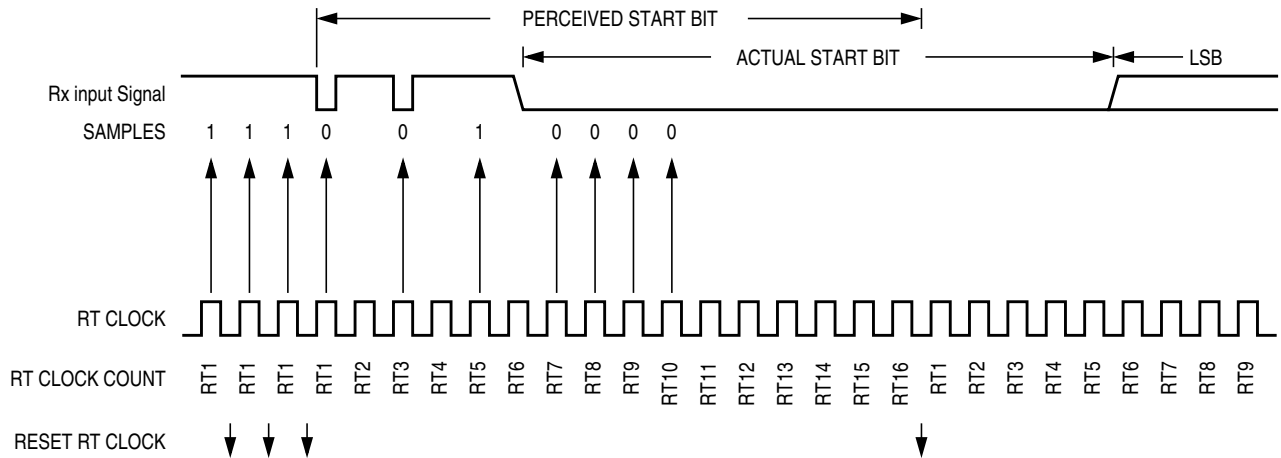 PERCEIVED START BIT
ACTUAL START BIT
LSB
Rx input Signal
SAMPLES 1 1 1 0 0 1 0 0 0 0
RT CLOCK
RT CLOCK COUNT RT1 RT1 RT1 RT1 RT2 RT3 RT4 RT5 RT6 RT7 RT8 RT9 RT10 RT11 RT12 RT13 RT14 RT15 RT16 RT1 RT2 RT3 RT4 RT5 RT6 RT7 RT8 RT9
RESET RT CLOCK